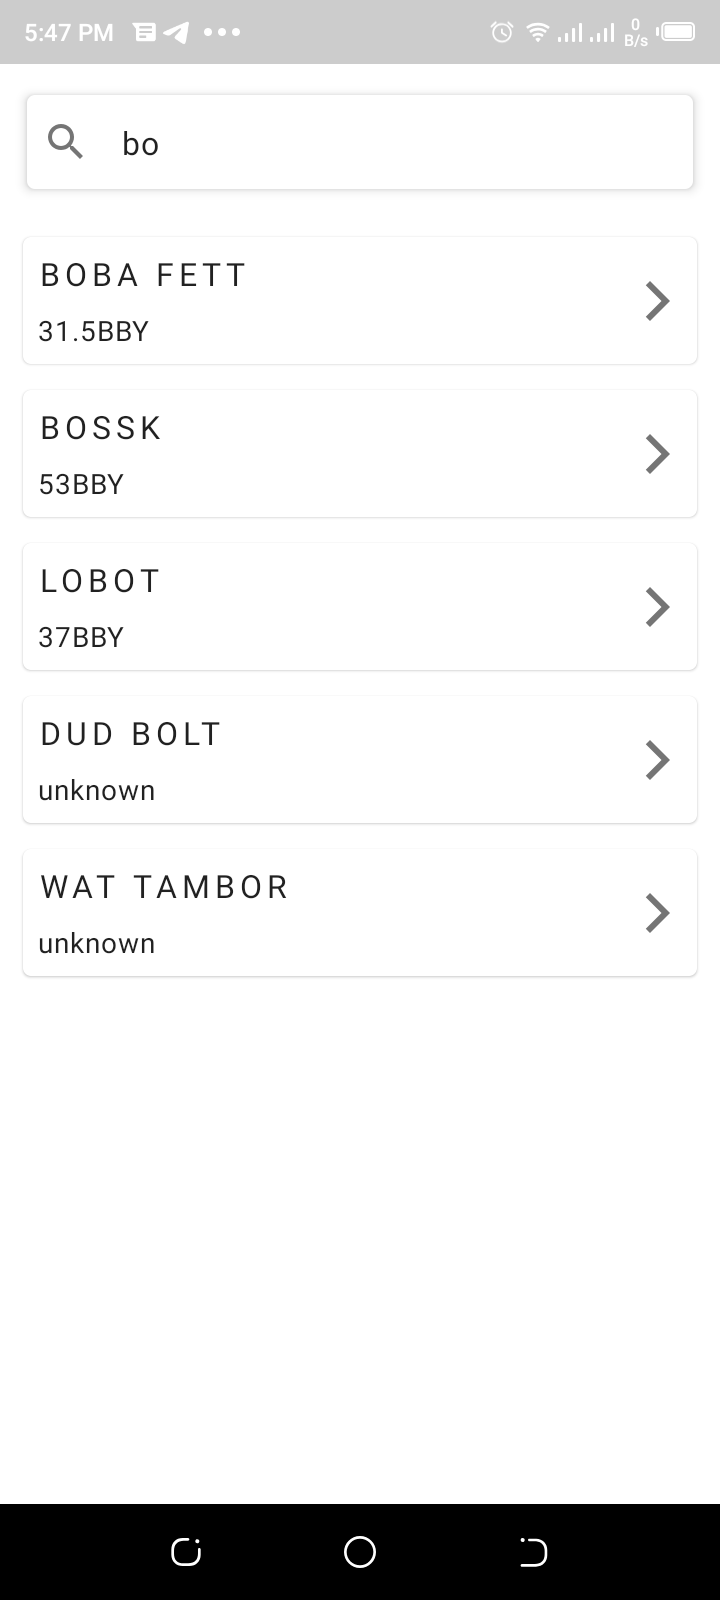 5:47 PM
0
B/s
bo
BOBA FETT
31.5BBY
BOSSK
53BBY
LOBOT
37BBY
DUD BOLT
unknown
WAT TAMBOR
unknown